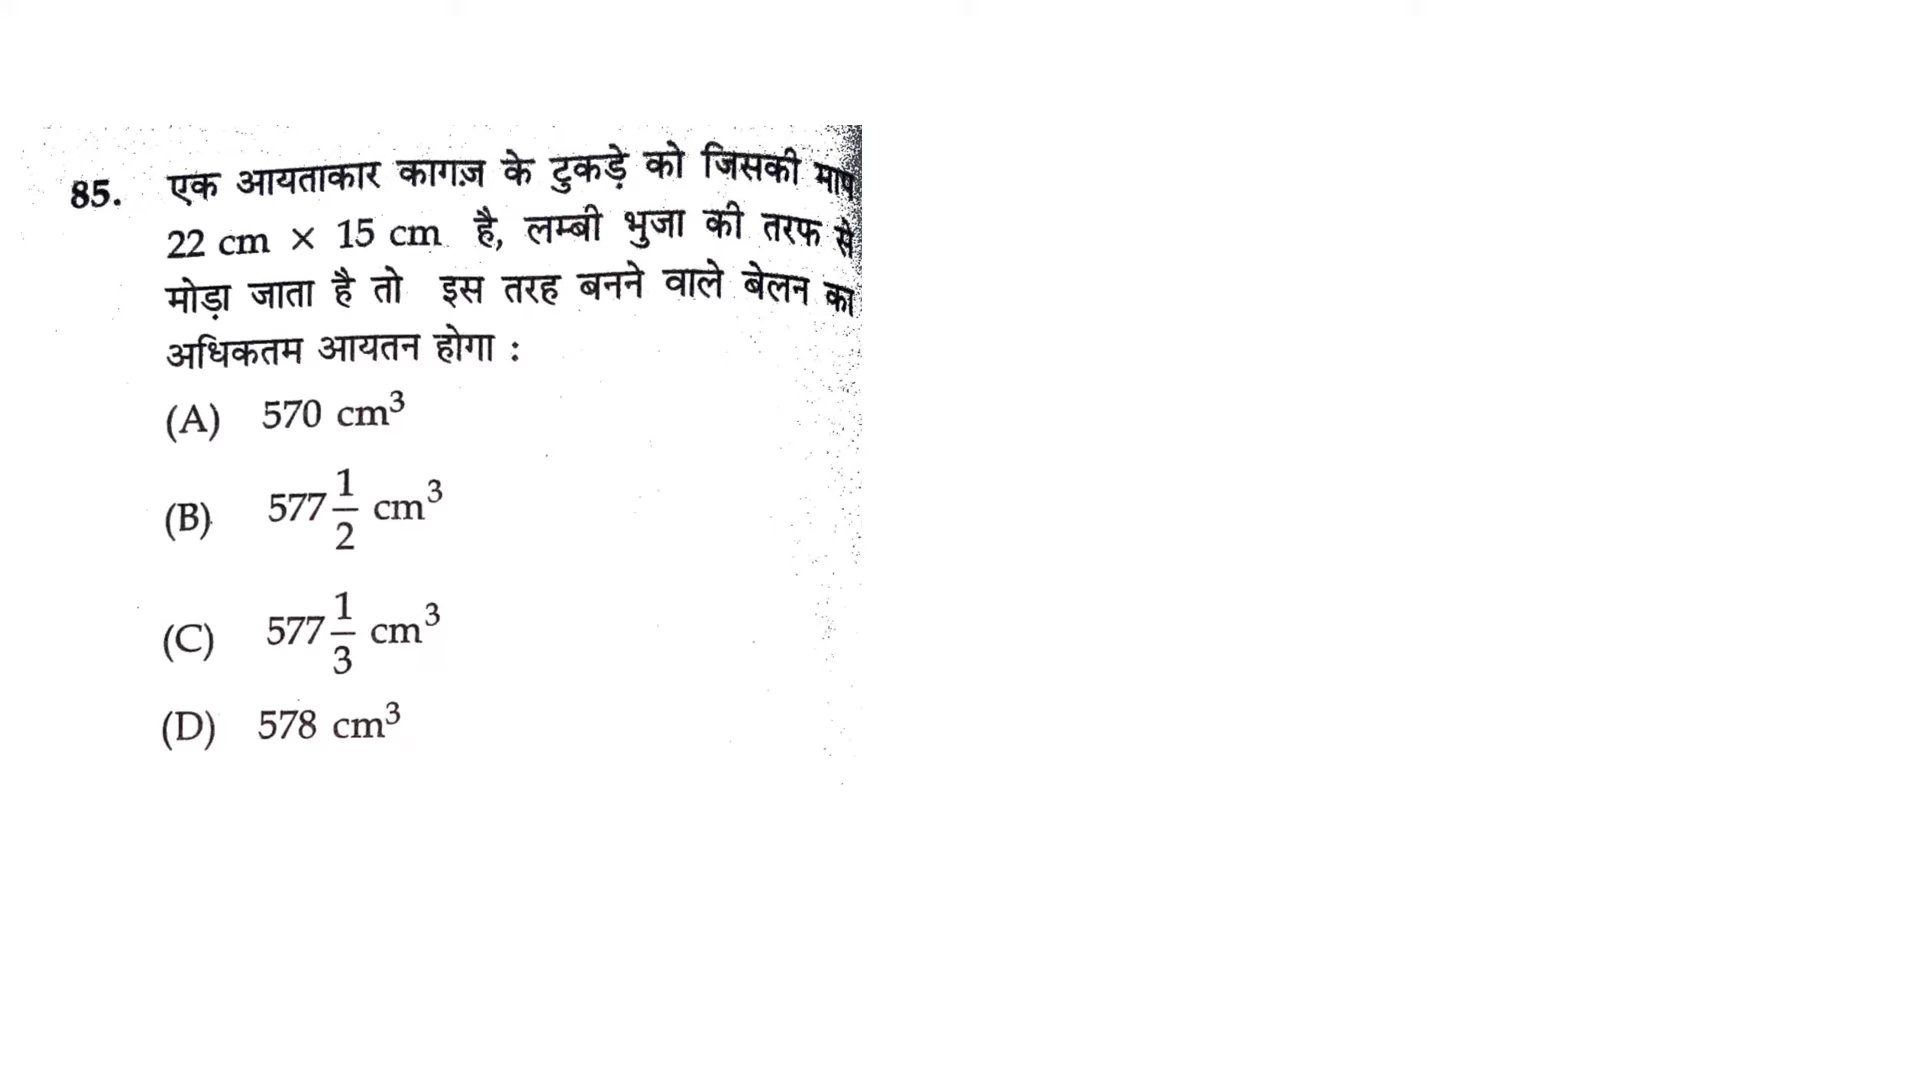 85. एक आयताकार कागज़ के टुकड़े को जिसकी माप
22 cm × 15 cm है, लम्बी भुजा की तरफ से
मोड़ा जाता है तो इस तरह बनने वाले बेलन का
अधिकतम आयतन होगा :
(A) 570 cm³
(B) 577 1/2 cm³
(C) 577 1/3 cm³
(D) 578 cm³